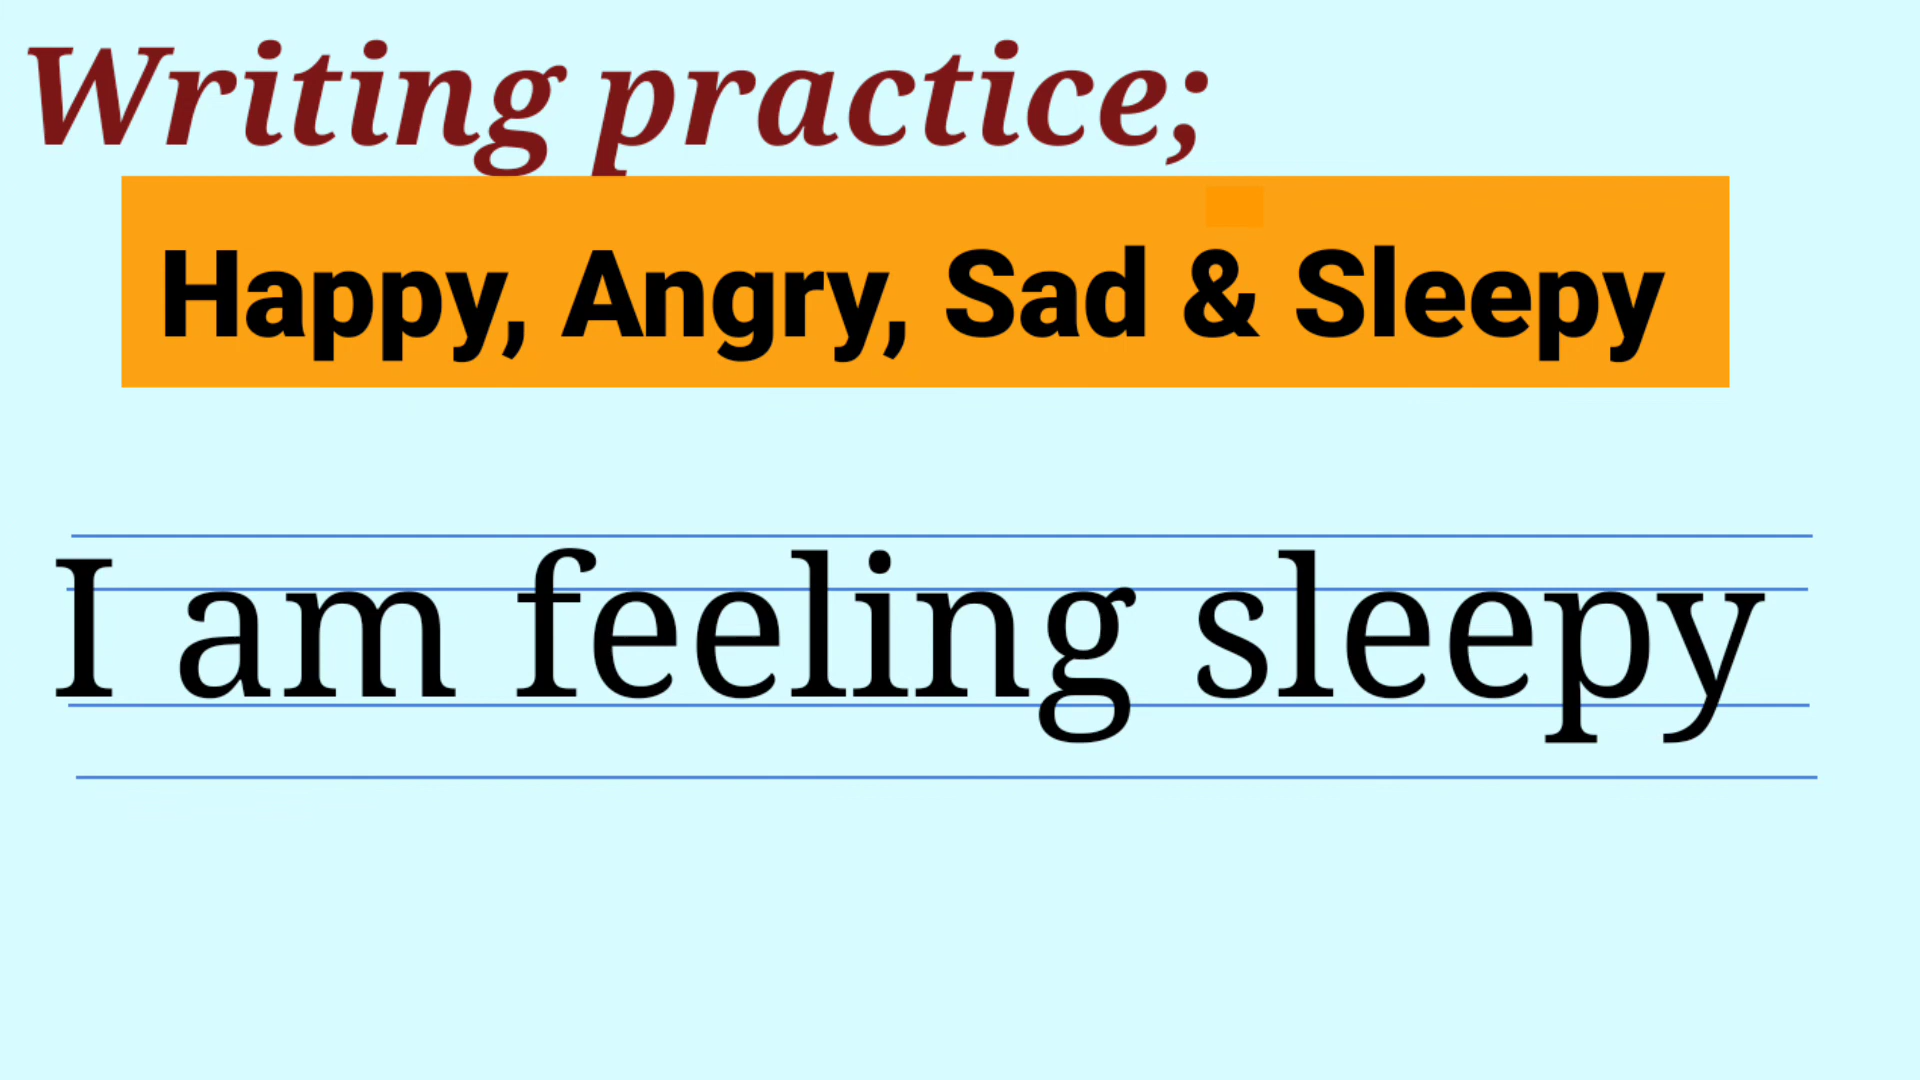 Writing practice;
Happy, Angry, Sad & Sleepy
I am feeling sleepy